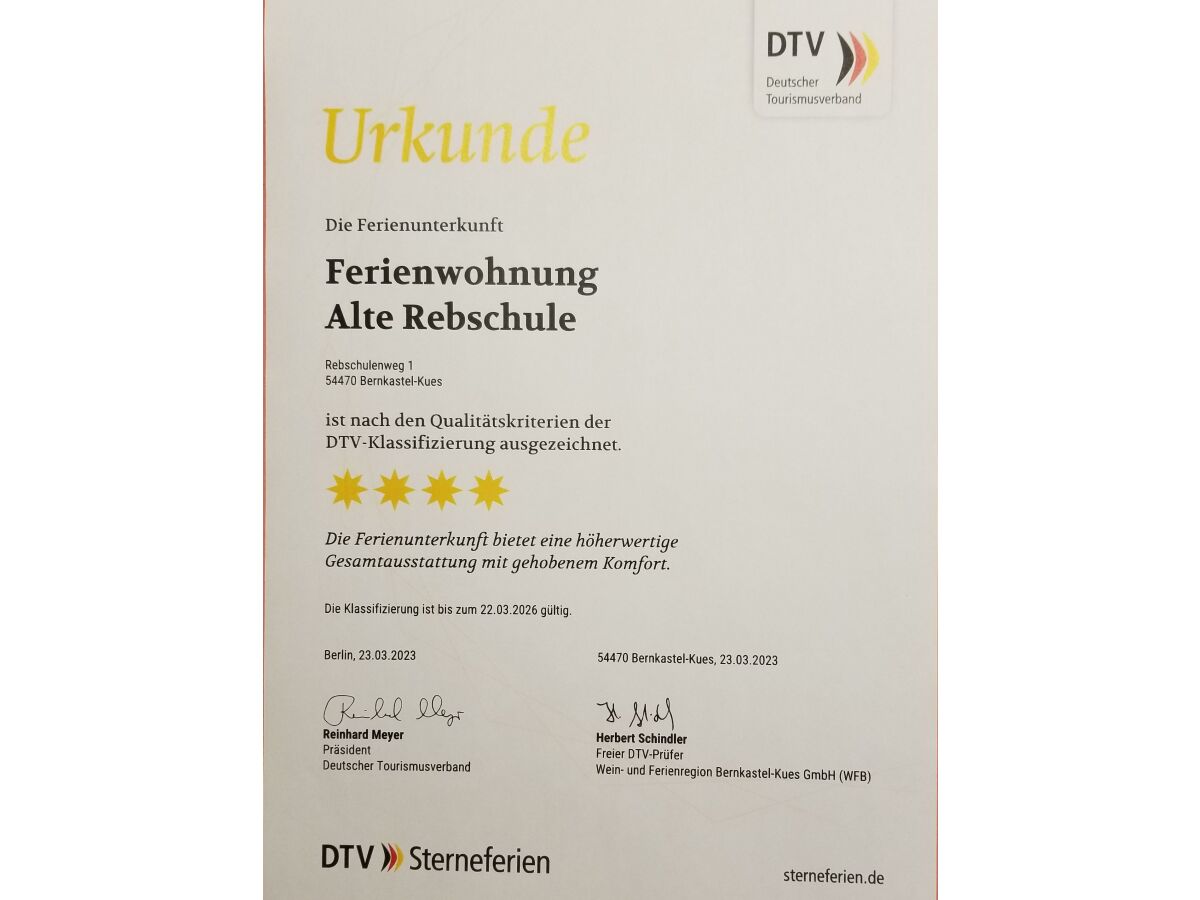 DTV
Deutscher
Tourismusverband
Urkunde
Die Ferienunterkunft
Ferienwohnung
Alte Rebschule
Rebschulenweg 1
54470 Bernkastel-Kues
ist nach den Qualitätskriterien der
DTV-Klassifizierung ausgezeichnet.
Die Ferienunterkunft bietet eine höherwertige
Gesamtausstattung mit gehobenem Komfort.
Die Klassifizierung ist bis zum 22.03.2026 gültig.
Berlin, 23.03.2023
54470 Bernkastel-Kues, 23.03.2023
Reinhard Meyer
Reinhard Meyer
Präsident
Deutscher Tourismusverband
Herbert Schindler
Freier DTV-Prüfer
Wein- und Ferienregion Bernkastel-Kues GmbH (WFB)
DTV Sterneferien
sterneferien.de